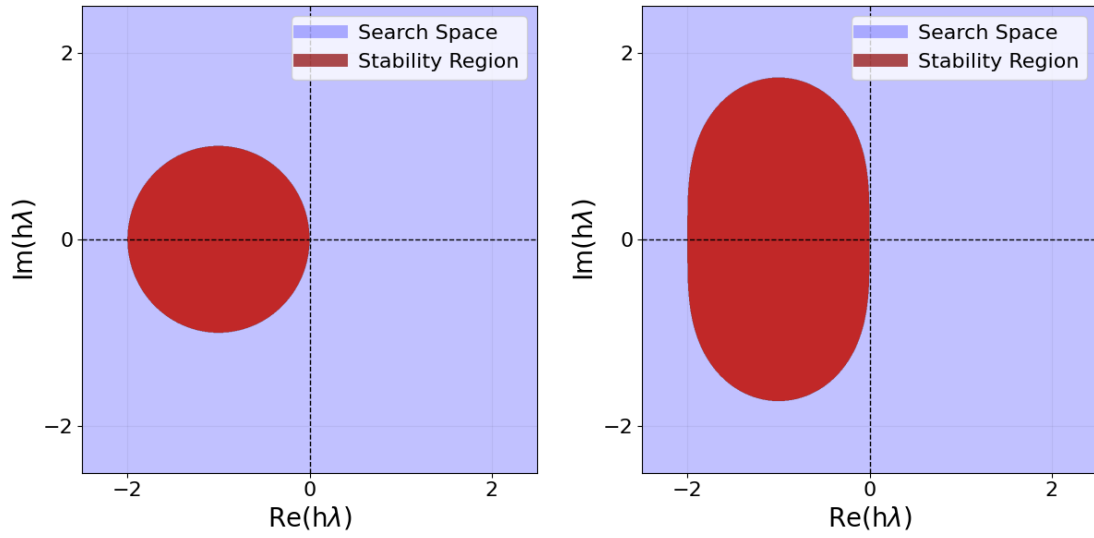 Search Space
Stability Region
2
0
−2
Im(hλ)
−2
0
2
Re(hλ)
Search Space
Stability Region
2
0
−2
Im(hλ)
−2
0
2
Re(hλ)